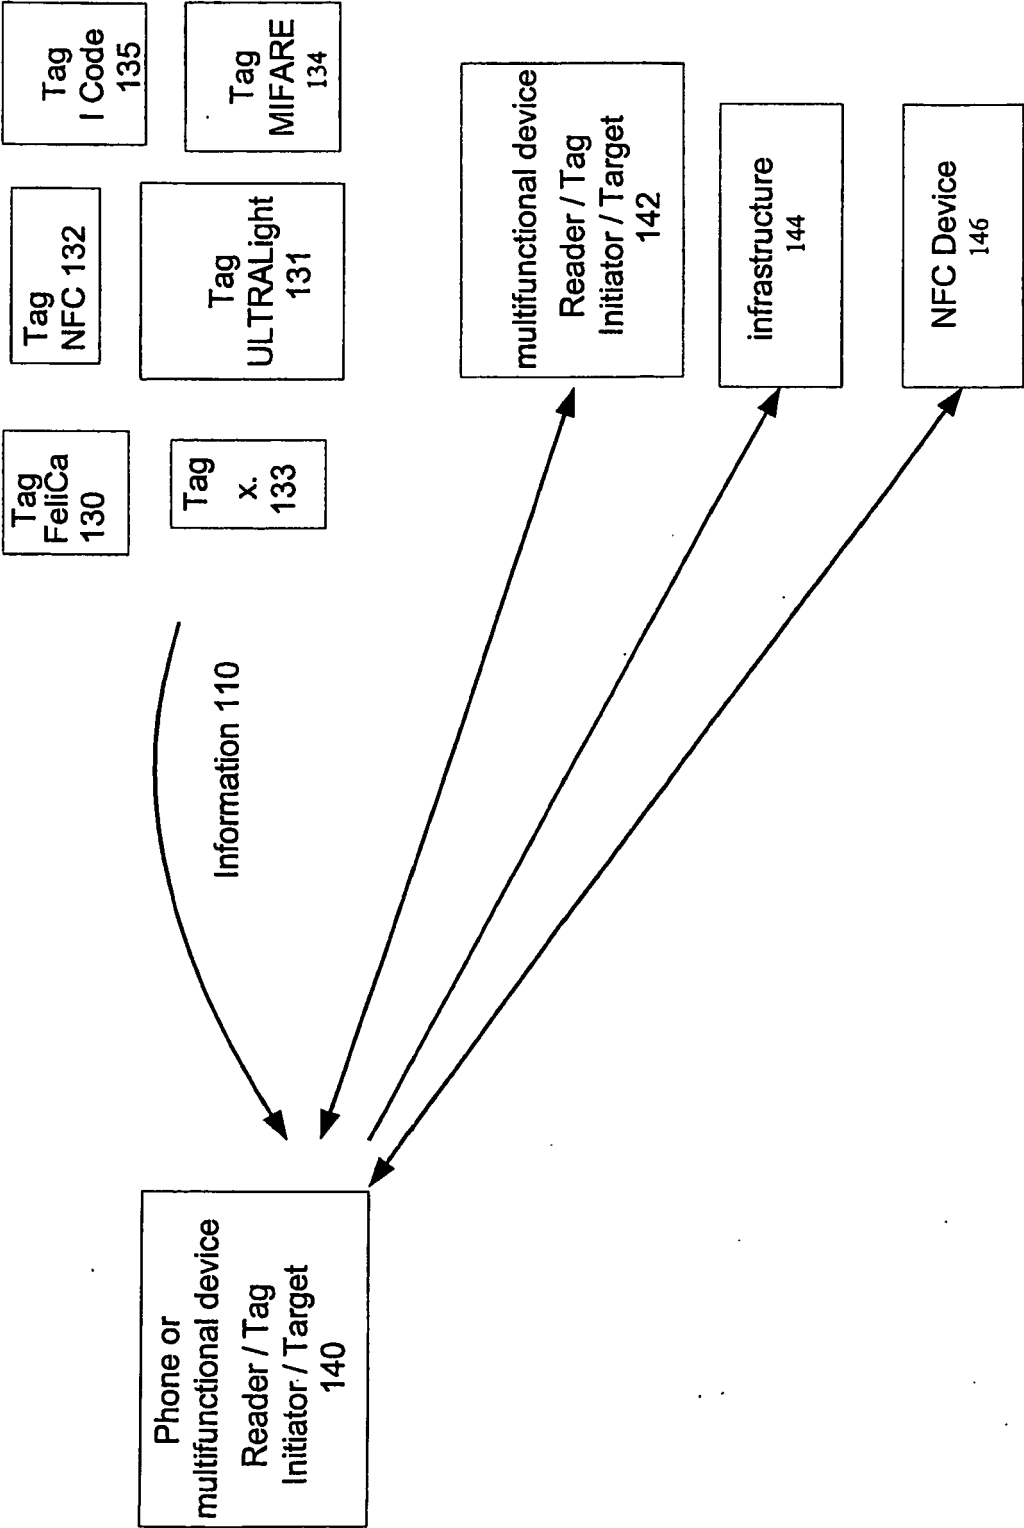 Tag
FeliCa
130
Tag
NFC 132
Tag
I Code
135
Tag
x.
133
Tag
ULTRALight
131
Tag
MIFARE
134
Information 110
Phone or
multifunctional device
Reader / Tag
Initiator / Target
140
multifunctional device
Reader / Tag
Initiator / Target
142
infrastructure
144
NFC Device
146